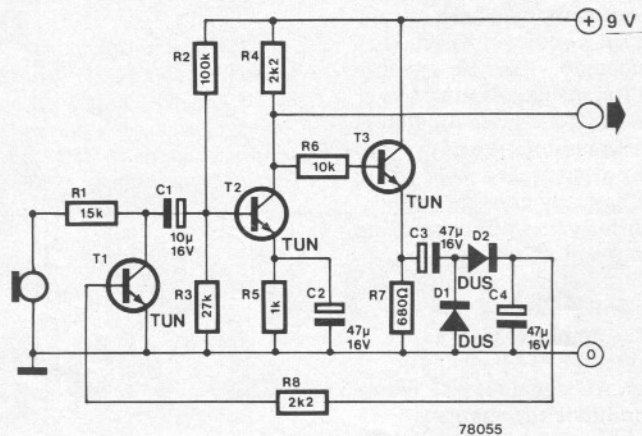 + 9 V
R2
100k
R4
2k2
R6
10k
T3
TUN
R1
15k
C1
10µ
16V
T2
TUN
T1
TUN
R3
27k
R5
1k
C2
47µ
16V
R7
680Ω
47µ
16V
C3
D2
DUS
D1
DUS
C4
47µ
16V
0
R8
2k2
78055